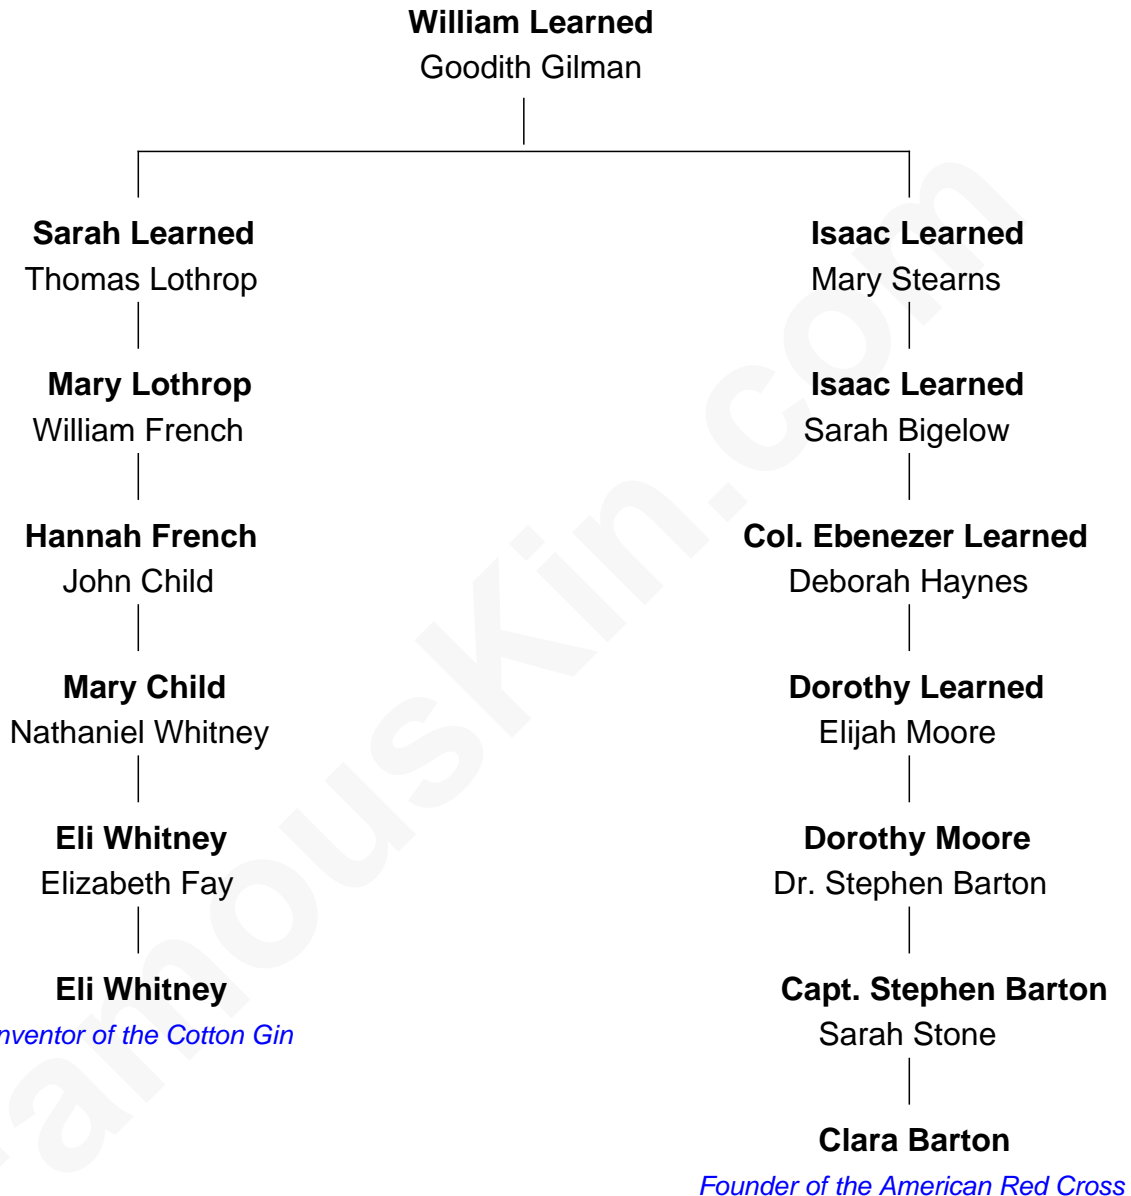 William Learned
Goodith Gilman
Sarah Learned
Thomas Lothrop
Isaac Learned
Mary Stearns
Mary Lothrop
William French
Isaac Learned
Sarah Bigelow
Hannah French
John Child
Col. Ebenezer Learned
Deborah Haynes
Mary Child
Nathaniel Whitney
Dorothy Learned
Elijah Moore
Eli Whitney
Elizabeth Fay
Dorothy Moore
Dr. Stephen Barton
Eli Whitney
nventor of the Cotton Gin
Capt. Stephen Barton
Sarah Stone
Clara Barton
Founder of the American Red Cross
famousKin.com